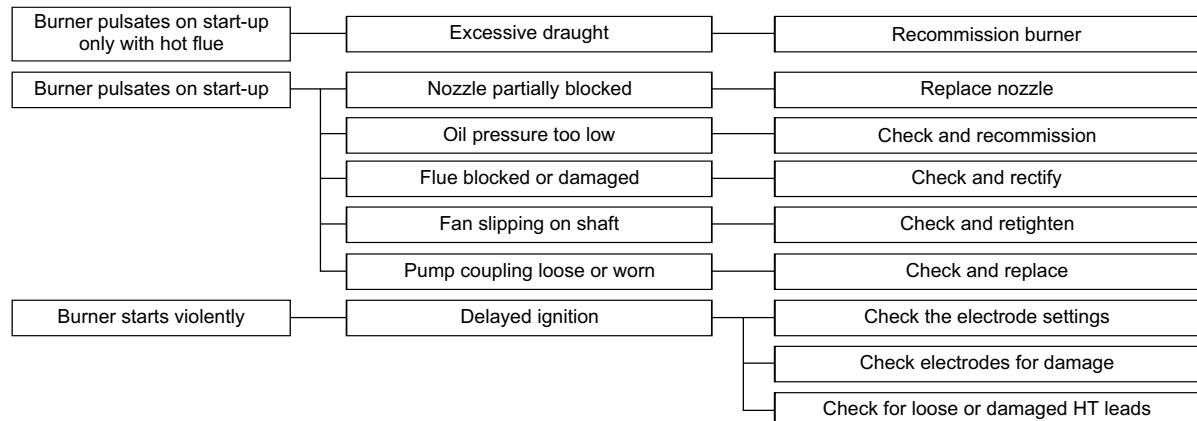 Burner pulsates on start-up
only with hot flue
Excessive draught
Recommission burner
Burner pulsates on start-up
Nozzle partially blocked
Replace nozzle
Oil pressure too low
Check and recommission
Flue blocked or damaged
Check and rectify
Fan slipping on shaft
Check and retighten
Pump coupling loose or worn
Check and replace
Burner starts violently
Delayed ignition
Check the electrode settings
Check electrodes for damage
Check for loose or damaged HT leads